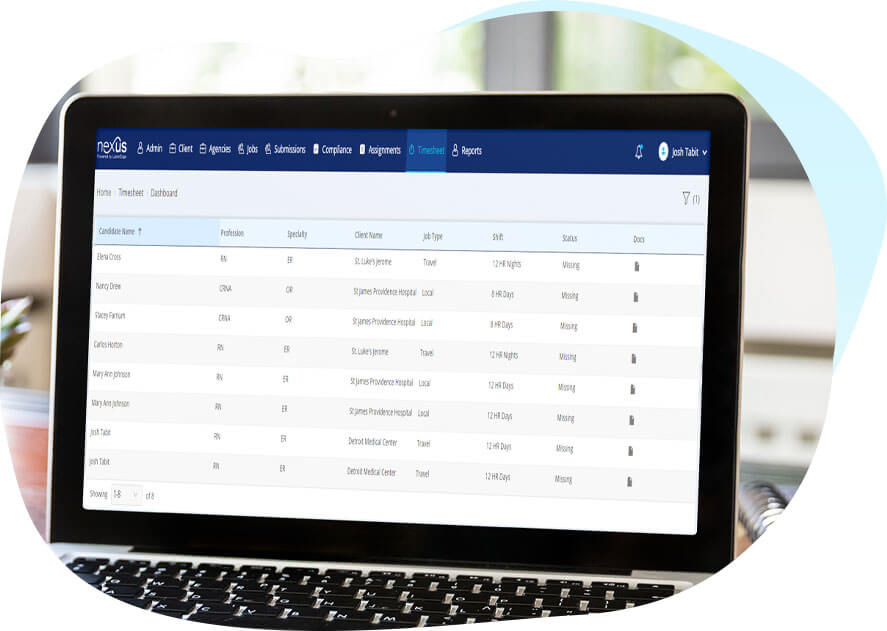 nexus Admin Client Agencies Jobs Submissions Compliance Assignments Timesheet Reports Josh Tabit
Powered by LaborEdge
Home Timesheet Dashboard (1)
Candidate Name ↑ Profession Specialty Client Name Job Type Shift Status Docs
Elena Cross RN ER St. Luke's Jerome Travel 12 HR Nights Missing
Nancy Drew CRNA OR St James Providence Hospital Local 8 HR Days Missing
Stacey Farnum CRNA OR St James Providence Hospital Local 8 HR Days Missing
Carlos Horton RN ER St. Luke's Jerome Travel 12 HR Nights Missing
Mary Ann Johnson RN ER St James Providence Hospital Local 12 HR Days Missing
Mary Ann Johnson RN ER St James Providence Hospital Local 12 HR Days Missing
Josh Tabit RN ER Detroit Medical Center Travel 12 HR Days Missing
Josh Tabit RN ER Detroit Medical Center Travel 12 HR Days Missing
Showing 1-8 of 8